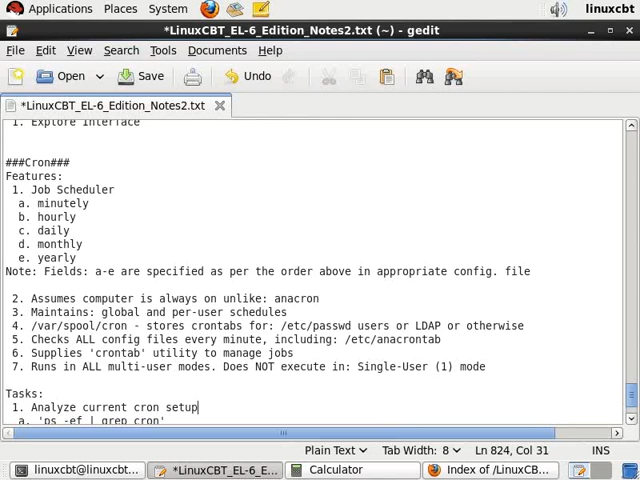 Applications Places System linuxcbt
*LinuxCBT_EL-6_Edition_Notes2.txt (~) - gedit
File Edit View Search Tools Documents Help
Open Save Undo
*LinuxCBT_EL-6_Edition_Notes2.txt
1. Explore Interface
###Cron###
Features:
1. Job Scheduler
a. minutely
b. hourly
c. daily
d. monthly
e. yearly
Note: Fields: a-e are specified as per the order above in appropriate config. file
2. Assumes computer is always on unlike: anacron
3. Maintains: global and per-user schedules
4. /var/spool/cron - stores crontabs for: /etc/passwd users or LDAP or otherwise
5. Checks ALL config files every minute, including: /etc/anacrontab
6. Supplies 'crontab' utility to manage jobs
7. Runs in ALL multi-user modes. Does NOT execute in: Single-User (1) mode
Tasks:
1. Analyze current cron setup
a. 'ps -ef | grep cron'
Plain Text Tab Width: 8 Ln 824, Col 31 INS
linuxcbt@linuxcbt... *LinuxCBT_EL-6_E... Calculator Index of /LinuxCB...